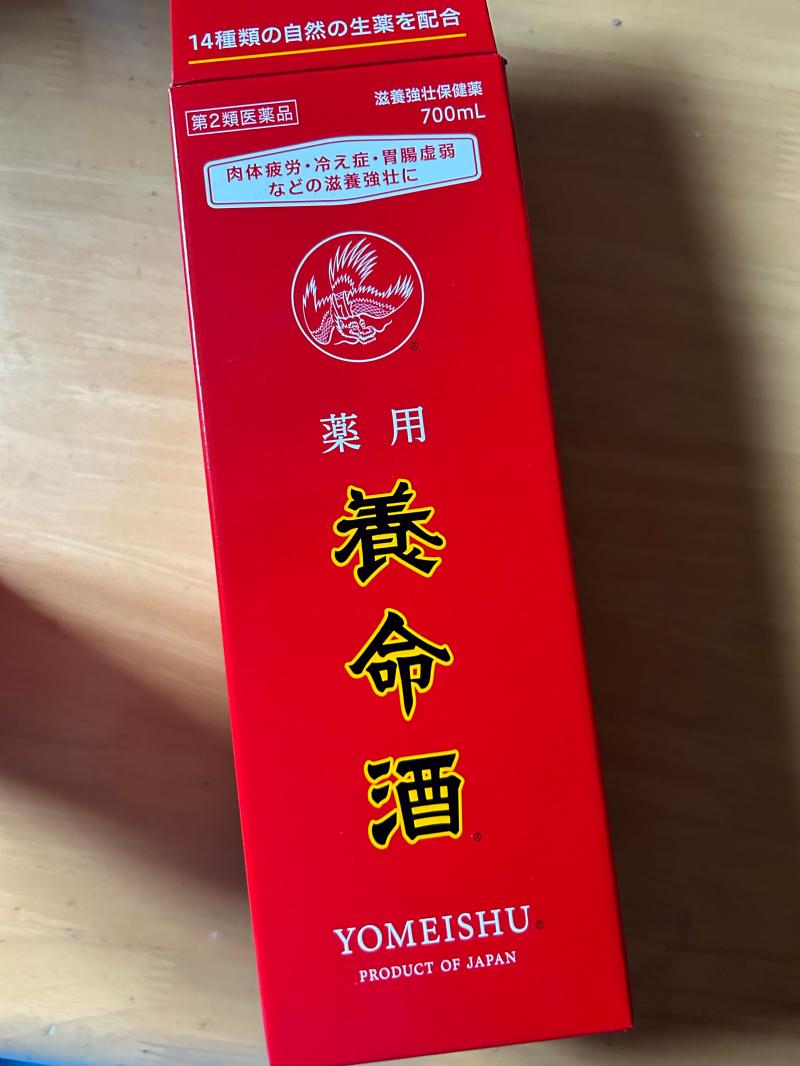 14種類の自然の生薬を配合
第2類医薬品
滋養強壮保健薬
700mL
肉体疲労・冷え症・胃腸虚弱
などの滋養強壮に
®
薬用
養
命
酒
®
YOMEISHU®
PRODUCT OF JAPAN